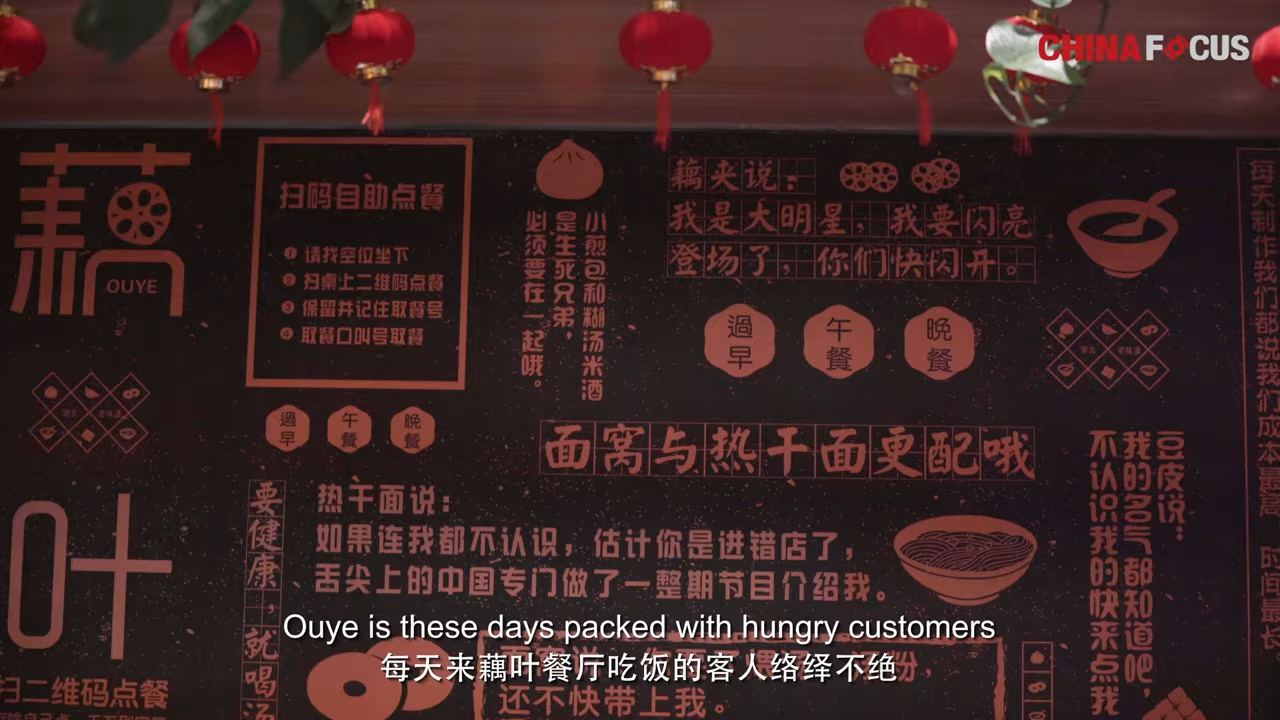 CHINA FOCUS
藕
OUYE
叶
扫二维码点餐
扫码自助点餐
1 请找空位坐下
2 扫桌上二维码点餐
3 保留并记住取餐号
4 取餐口叫号取餐
過早
午餐
晚餐
小煎包和糊汤米酒
是生死兄弟，
必须要在一起哦。
藕夹说：
我是大明星，我要闪亮
登场了，你们快闪开。
過早
午餐
晚餐
面窝与热干面更配哦
要健康，就喝汤
热干面说：
如果连我都不认识，估计你是进错店了，
舌尖上的中国专门做了一整期节目介绍我。
还不快带上我。
豆皮说：
我的名气都知道吧，
不认识我的快来点我
每天制作我们都说我们成本最高 时间最长
Ouye is these days packed with hungry customers
每天来藕叶餐厅吃饭的客人络绎不绝